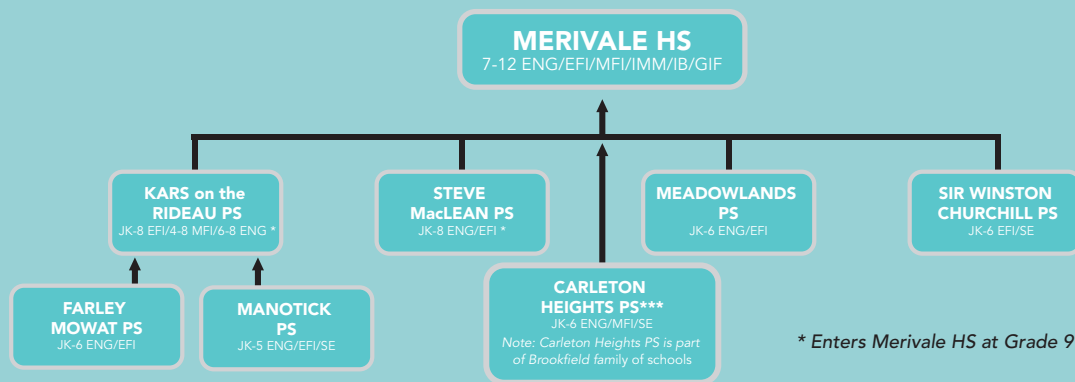 MERIVALE HS
7-12 ENG/EFI/MFI/IMM/IB/GIF
KARS on the
RIDEAU PS
JK-8 EFI/4-8 MFI/6-8 ENG *
STEVE
MacLEAN PS
JK-8 ENG/EFI *
MEADOWLANDS
PS
JK-6 ENG/EFI
SIR WINSTON
CHURCHILL PS
JK-6 EFI/SE
FARLEY
MOWAT PS
JK-6 ENG/EFI
MANOTICK
PS
JK-5 ENG/EFI/SE
CARLETON
HEIGHTS PS***
JK-6 ENG/MFI/SE
Note: Carleton Heights PS is part
of Brookfield family of schools
* Enters Merivale HS at Grade 9